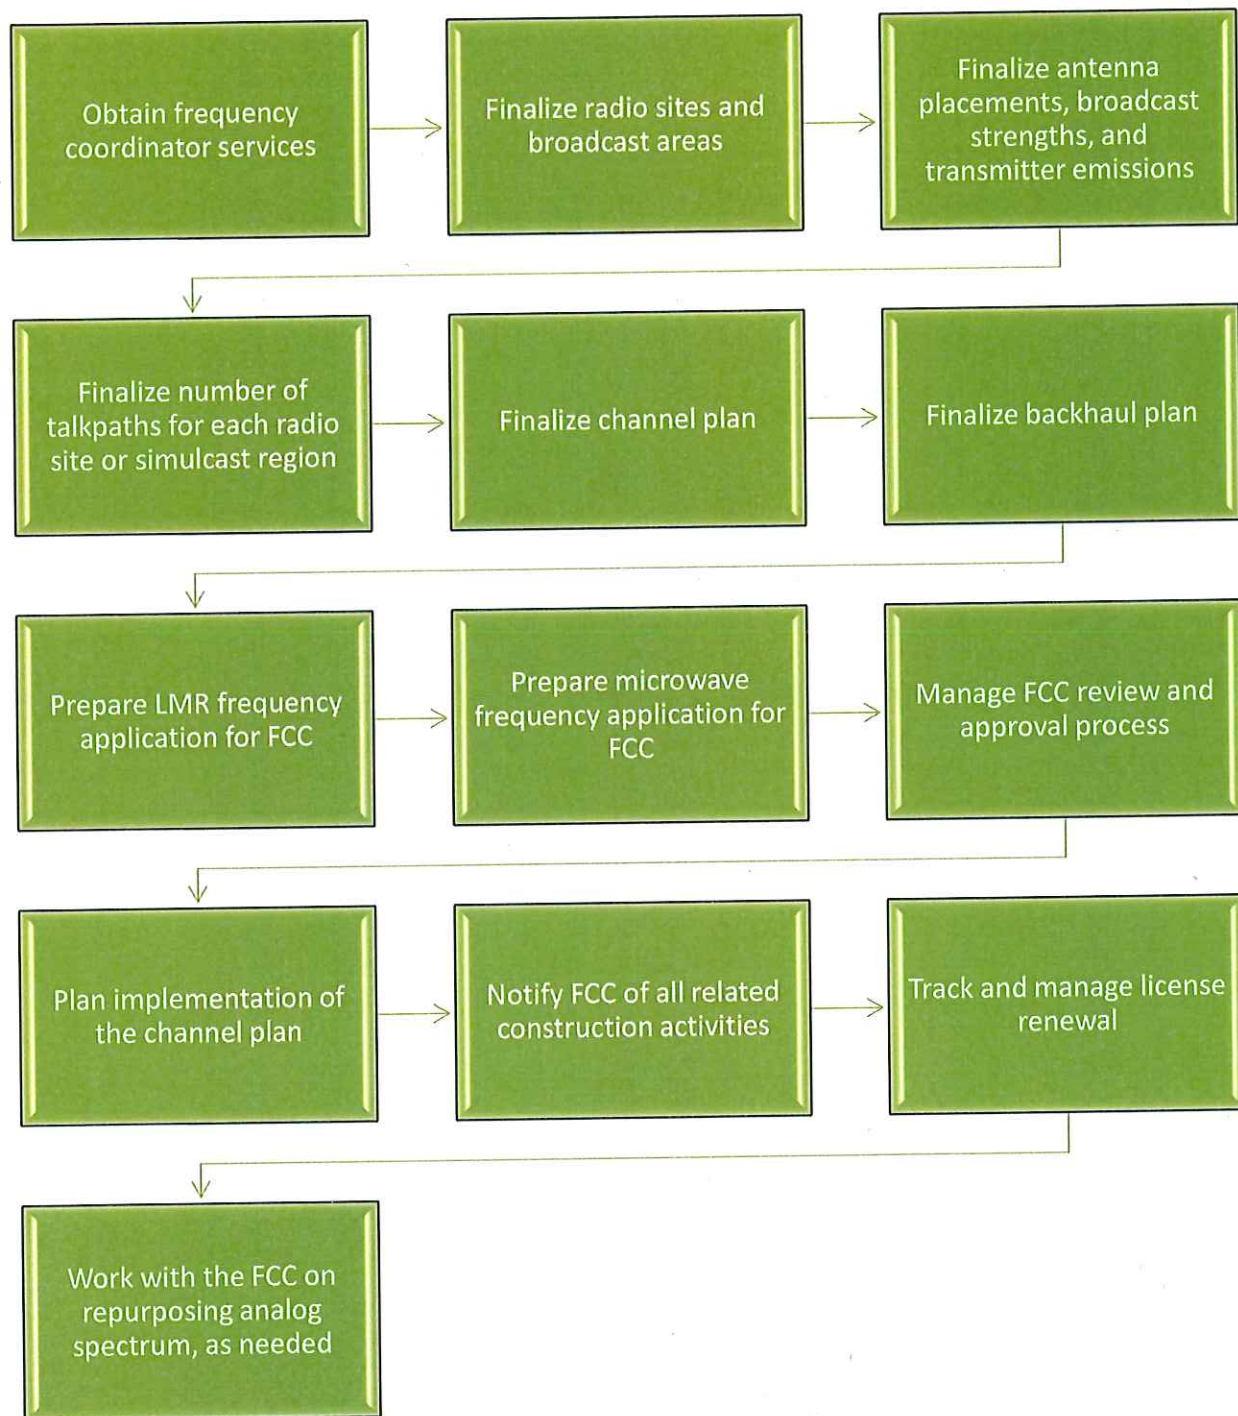 Obtain frequency
coordinator services
Finalize radio sites and
broadcast areas
Finalize antenna
placements, broadcast
strengths, and
transmitter emissions
Finalize number of
talkpaths for each radio
site or simulcast region
Finalize channel plan
Finalize backhaul plan
Prepare LMR frequency
application for FCC
Prepare microwave
frequency application for
FCC
Manage FCC review and
approval process
Plan implementation of
the channel plan
Notify FCC of all related
construction activities
Track and manage license
renewal
Work with the FCC on
repurposing analog
spectrum, as needed